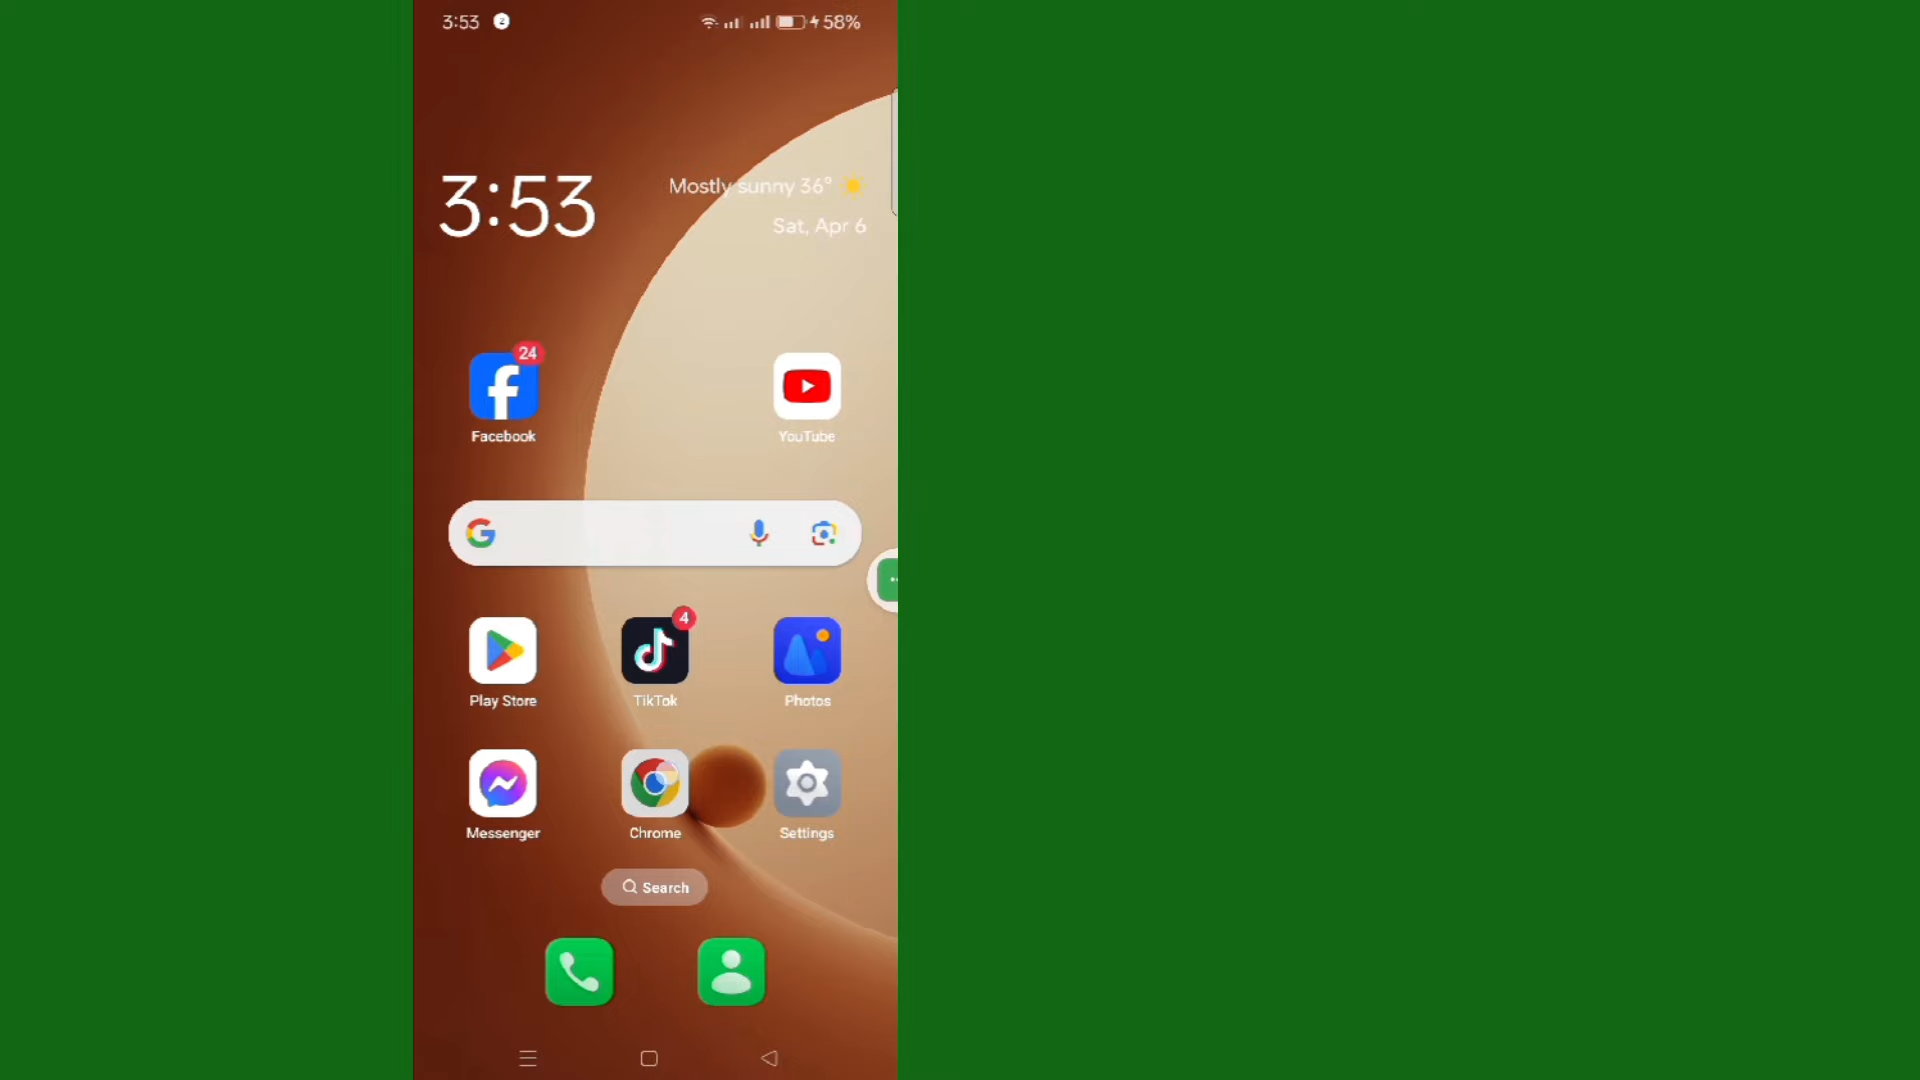 3:53 2 58%
3:53
Mostly sunny 36°
Sat, Apr 6
24
Facebook
YouTube
4
Play Store
TikTok
Photos
Messenger
Chrome
Settings
Search